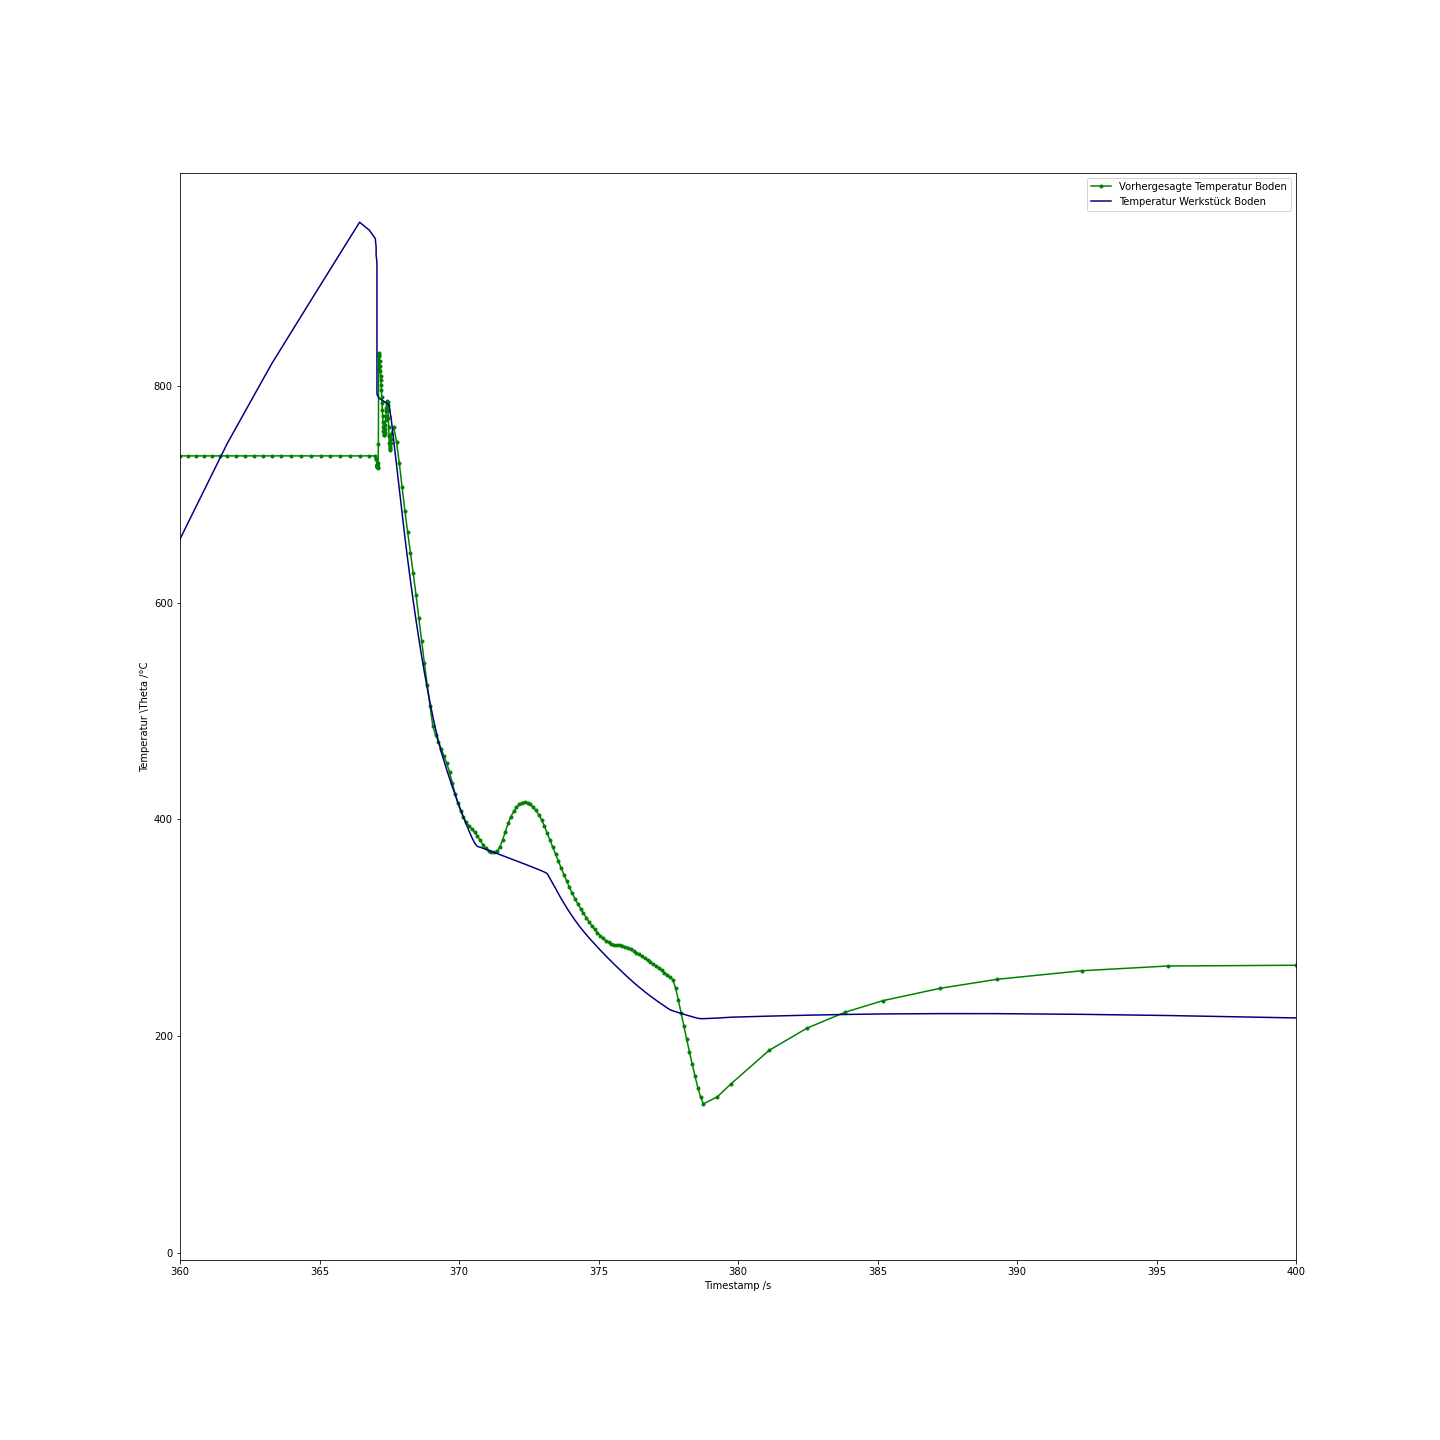 Vorhergesagte Temperatur Boden
Temperatur Werkstück Boden
800
600
400
200
0
Temperatur \Theta /°C
360 365 370 375 380 385 390 395 400
Timestamp /s